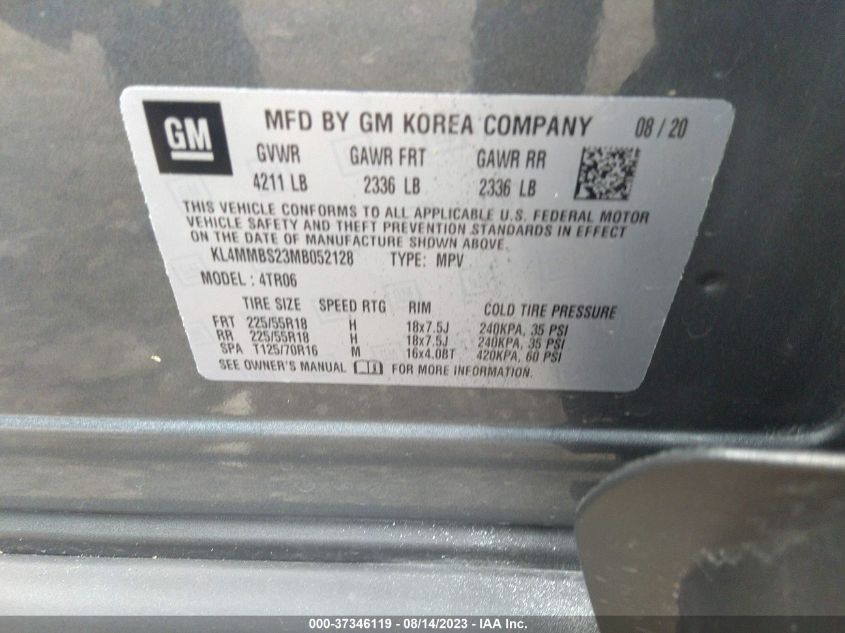 GM
MFD BY GM KOREA COMPANY 08 / 20
GVWR GAWR FRT GAWR RR
4211 LB 2336 LB 2336 LB
THIS VEHICLE CONFORMS TO ALL APPLICABLE U.S. FEDERAL MOTOR
VEHICLE SAFETY AND THEFT PREVENTION STANDARDS IN EFFECT
ON THE DATE OF MANUFACTURE SHOWN ABOVE.
KL4MMBS23MB052128 TYPE: MPV
MODEL: 4TR06
TIRE SIZE SPEED RTG RIM COLD TIRE PRESSURE
FRT 225/55R18 H 18x7.5J 240KPA, 35 PSI
RR 225/55R18 H 18x7.5J 240KPA, 35 PSI
SPA T125/70R16 M 16x4.0BT 420KPA, 60 PSI
SEE OWNER'S MANUAL FOR MORE INFORMATION.
000-37346119 - 08/14/2023 - IAA Inc.